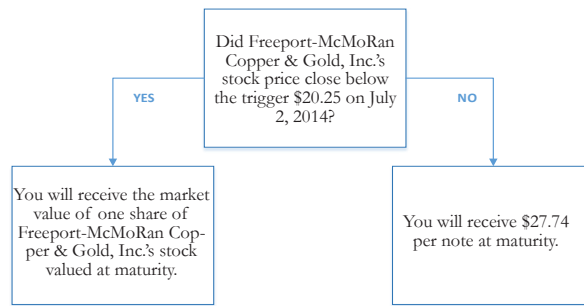 Did Freeport-McMoRan
Copper & Gold, Inc.'s
stock price close below
the trigger $20.25 on July
2, 2014?
YES
NO
You will receive the market
value of one share of
Freeport-McMoRan Cop-
per & Gold, Inc.'s stock
valued at maturity.
You will receive $27.74
per note at maturity.